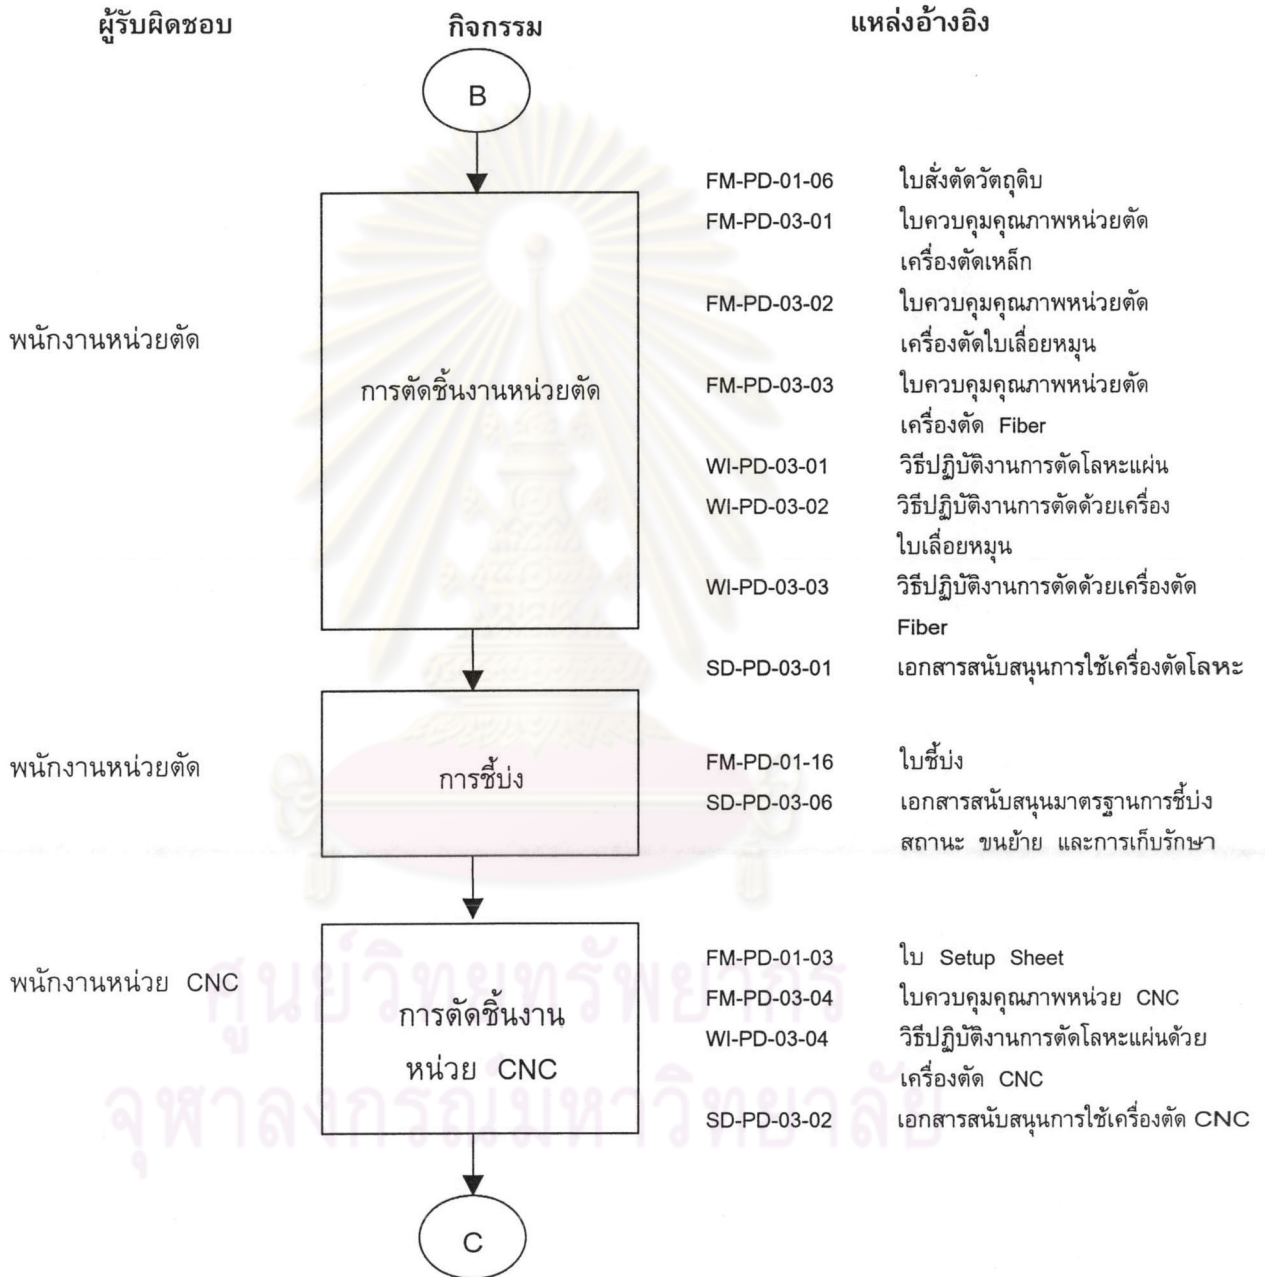 ผู้รับผิดชอบ กิจกรรม แหล่งอ้างอิง
B
FM-PD-01-06 ใบสั่งตัดวัตถุดิบ
FM-PD-03-01 ใบควบคุมคุณภาพหน่วยตัด
เครื่องตัดเหล็ก
FM-PD-03-02 ใบควบคุมคุณภาพหน่วยตัด
พนักงานหน่วยตัด
เครื่องตัดใบเลื่อยหมุน
การตัดชิ้นงานหน่วยตัด
FM-PD-03-03 ใบควบคุมคุณภาพหน่วยตัด
เครื่องตัด Fiber
WI-PD-03-01 วิธีปฏิบัติงานการตัดโลหะแผ่น
WI-PD-03-02 วิธีปฏิบัติงานการตัดด้วยเครื่อง
ใบเลื่อยหมุน
WI-PD-03-03 วิธีปฏิบัติงานการตัดด้วยเครื่องตัด
Fiber
SD-PD-03-01 เอกสารสนับสนุนการใช้เครื่องตัดโลหะ
พนักงานหน่วยตัด
การชี้บ่ง
FM-PD-01-16 ใบชี้บ่ง
SD-PD-03-06 เอกสารสนับสนุนมาตรฐานการชี้บ่ง
สถานะ ขนย้าย และการเก็บรักษา
พนักงานหน่วย CNC
การตัดชิ้นงาน
หน่วย CNC
FM-PD-01-03 ใบ Setup Sheet
FM-PD-03-04 ใบควบคุมคุณภาพหน่วย CNC
WI-PD-03-04 วิธีปฏิบัติงานการตัดโลหะแผ่นด้วย
เครื่องตัด CNC
SD-PD-03-02 เอกสารสนับสนุนการใช้เครื่องตัด CNC
C
ศูนย์วิทยทรัพยากร
จุฬาลงกรณ์มหาวิทยาลัย